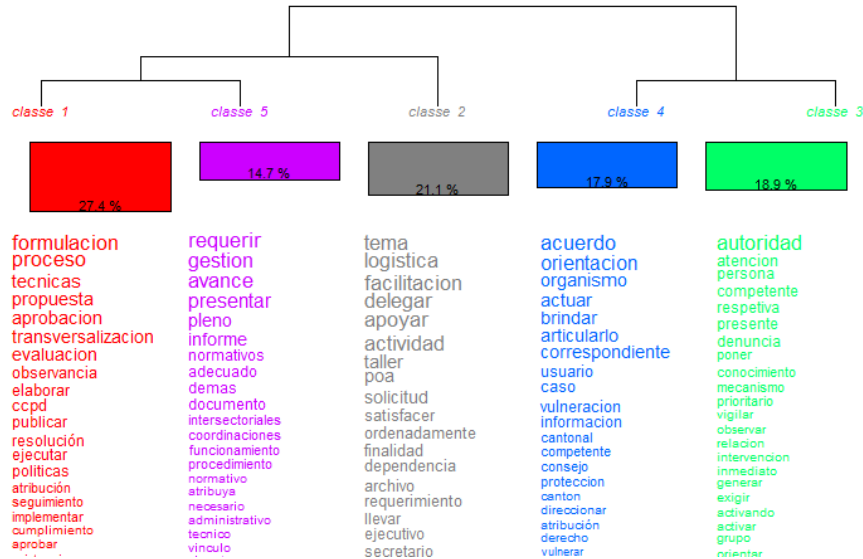 classe 1
classe 5
classe 2
classe 4
classe 3
27.4 %
14.7 %
21.1 %
17.9 %
18.9 %
formulacion
proceso
tecnicas
propuesta
aprobacion
transversalizacion
evaluacion
observancia
elaborar
ccpd
publicar
resolución
ejecutar
politicas
atribución
seguimiento
implementar
cumplimiento
aprobar
requerir
gestion
avance
presentar
pleno
informe
normativos
adecuado
demas
documento
intersectoriales
coordinaciones
funcionamiento
procedimiento
normativo
atribuya
necesario
administrativo
tecnico
vinculo
tema
logistica
facilitacion
delegar
apoyar
actividad
taller
poa
solicitud
satisfacer
ordenadamente
finalidad
dependencia
archivo
requerimiento
llevar
ejecutivo
secretario
acuerdo
orientacion
organismo
actuar
brindar
articularlo
correspondiente
usuario
caso
vulneracion
informacion
cantonal
competente
consejo
proteccion
canton
direccionar
atribución
derecho
vulnerar
autoridad
atencion
persona
competente
respetiva
presente
denuncia
poner
conocimiento
mecanismo
prioritario
vigilar
observar
relacion
intervencion
inmediato
generar
exigir
activando
activar
grupo
orientar